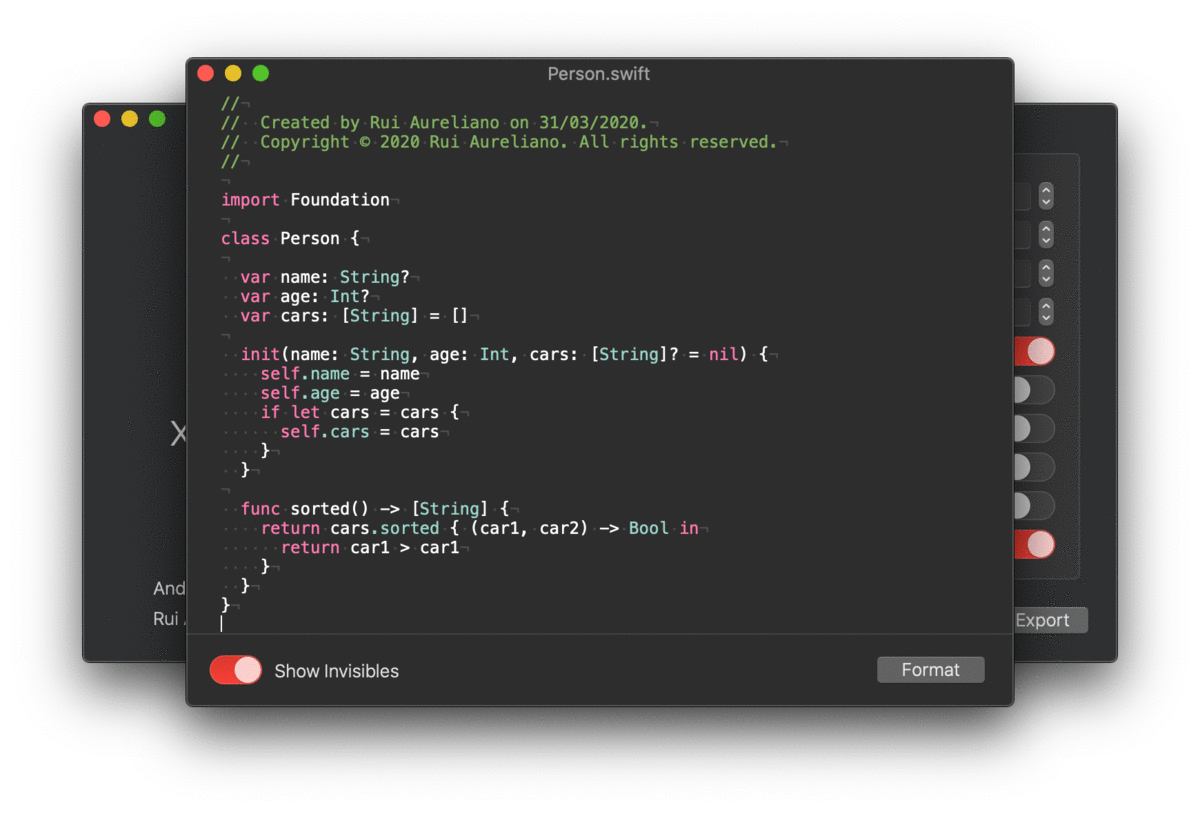 Person.swift
//
//  Created by Rui Aureliano on 31/03/2020.
//  Copyright © 2020 Rui Aureliano. All rights reserved.
//
import Foundation
class Person {
  var name: String?
  var age: Int?
  var cars: [String] = []
  init(name: String, age: Int, cars: [String]? = nil) {
    self.name = name
    self.age = age
    if let cars = cars {
      self.cars = cars
    }
  }
  func sorted() -> [String] {
    return cars.sorted { (car1, car2) -> Bool in
      return car1 > car1
    }
  }
}
Show Invisibles
Format
X
And
Rui
Export